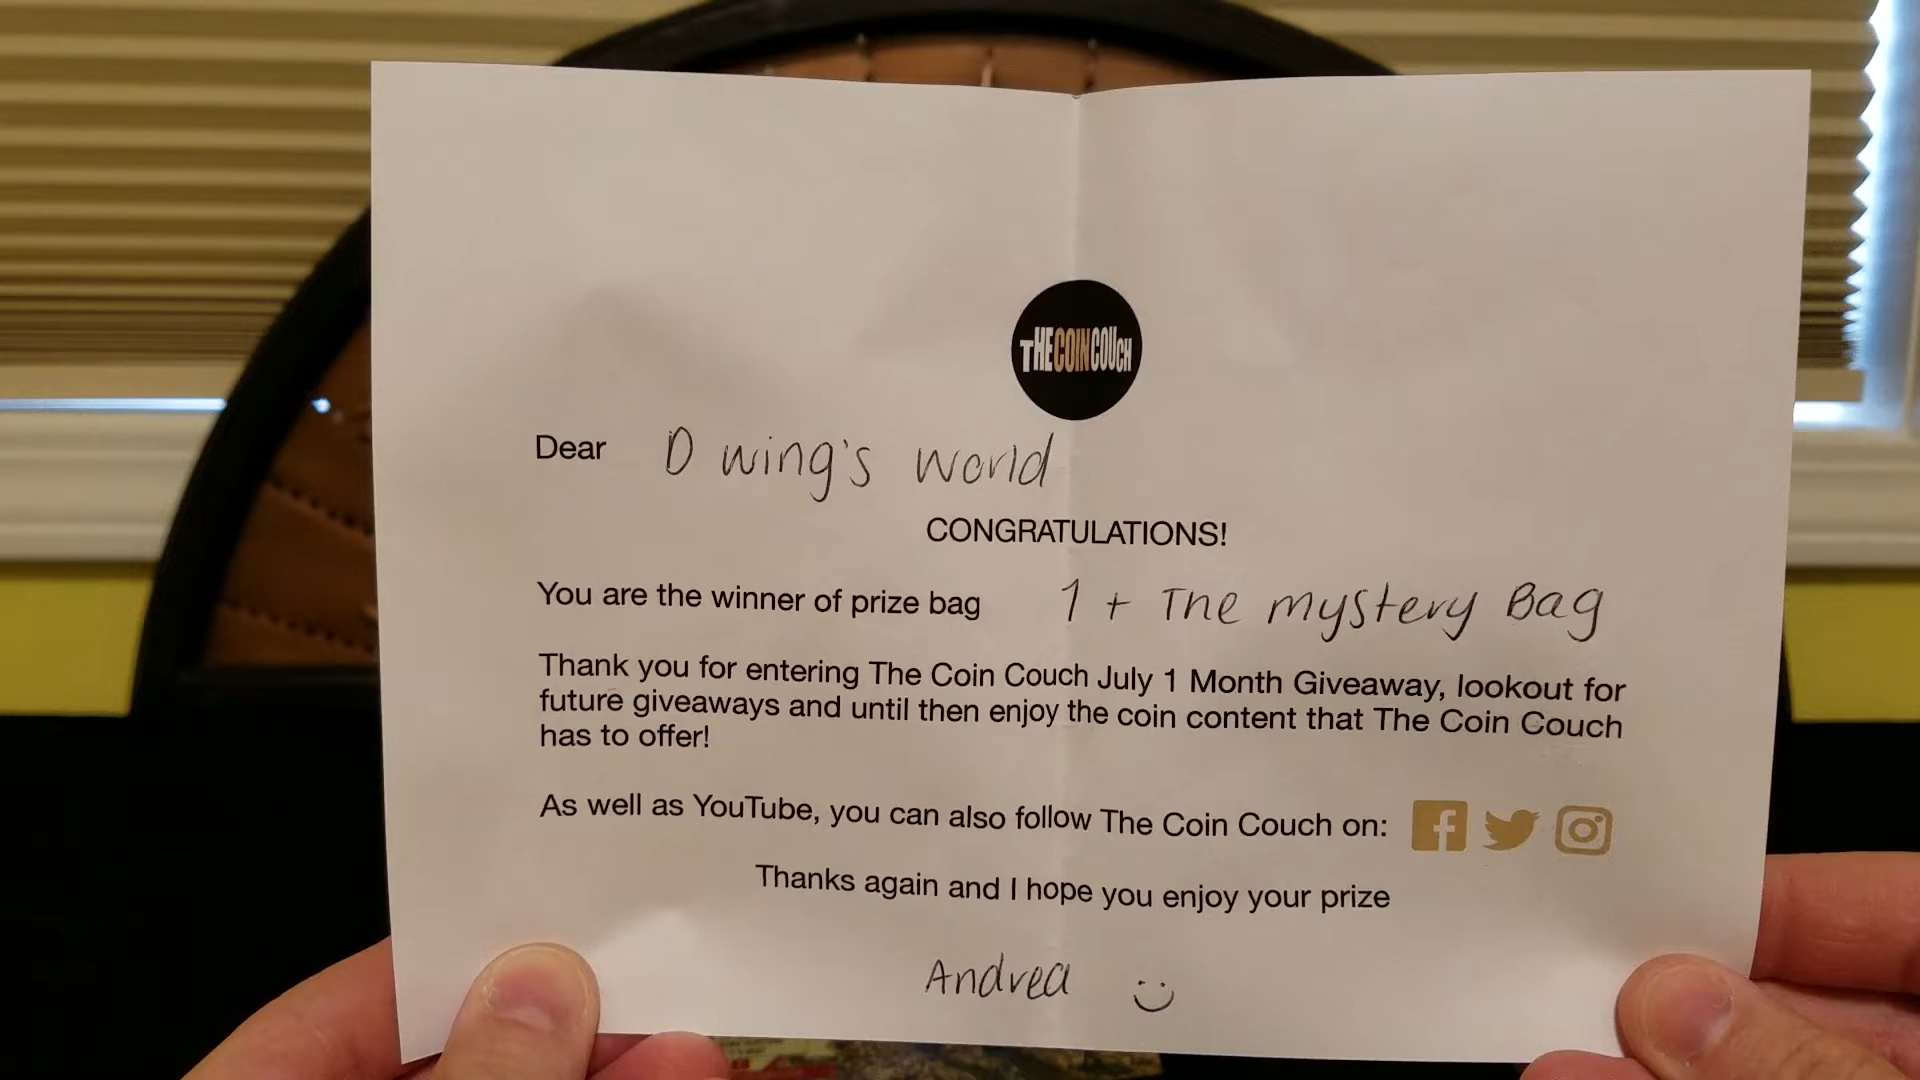 THECOINCOUCH
Dear D wing's world
CONGRATULATIONS!
You are the winner of prize bag 1 + The mystery Bag
Thank you for entering The Coin Couch July 1 Month Giveaway, lookout for
future giveaways and until then enjoy the coin content that The Coin Couch
has to offer!
As well as YouTube, you can also follow The Coin Couch on:
Thanks again and I hope you enjoy your prize
Andrea